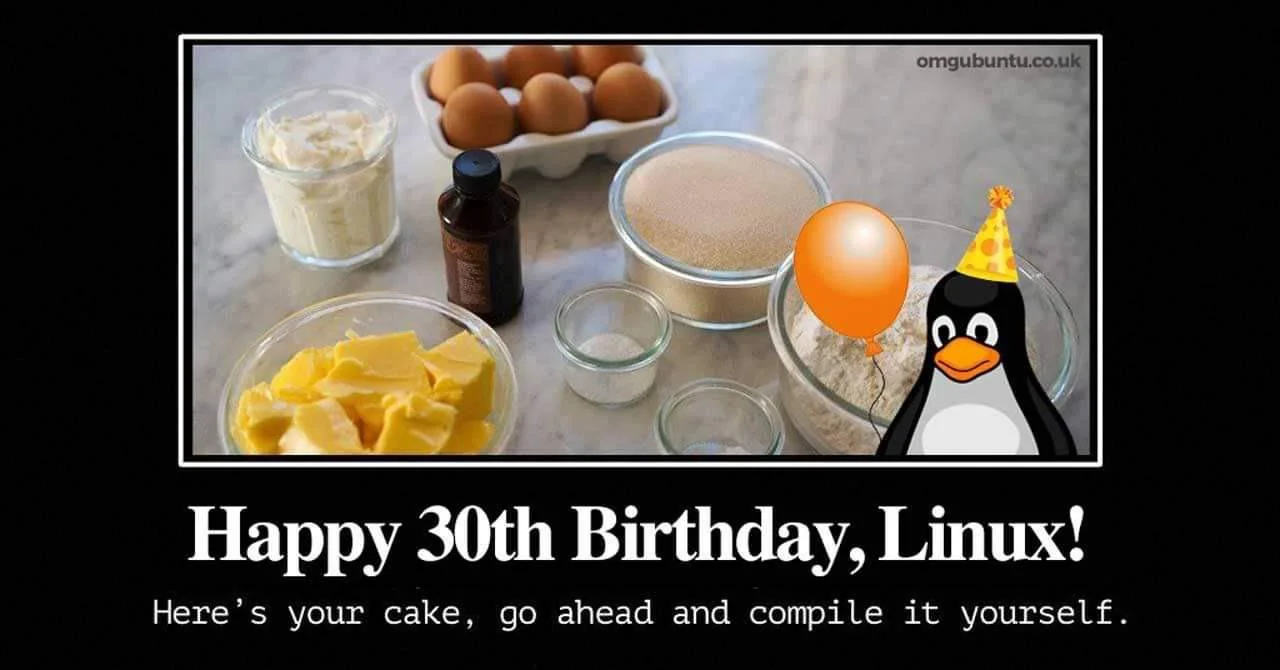 omgubuntu.co.uk
Happy 30th Birthday, Linux!
Here’s your cake, go ahead and compile it yourself.